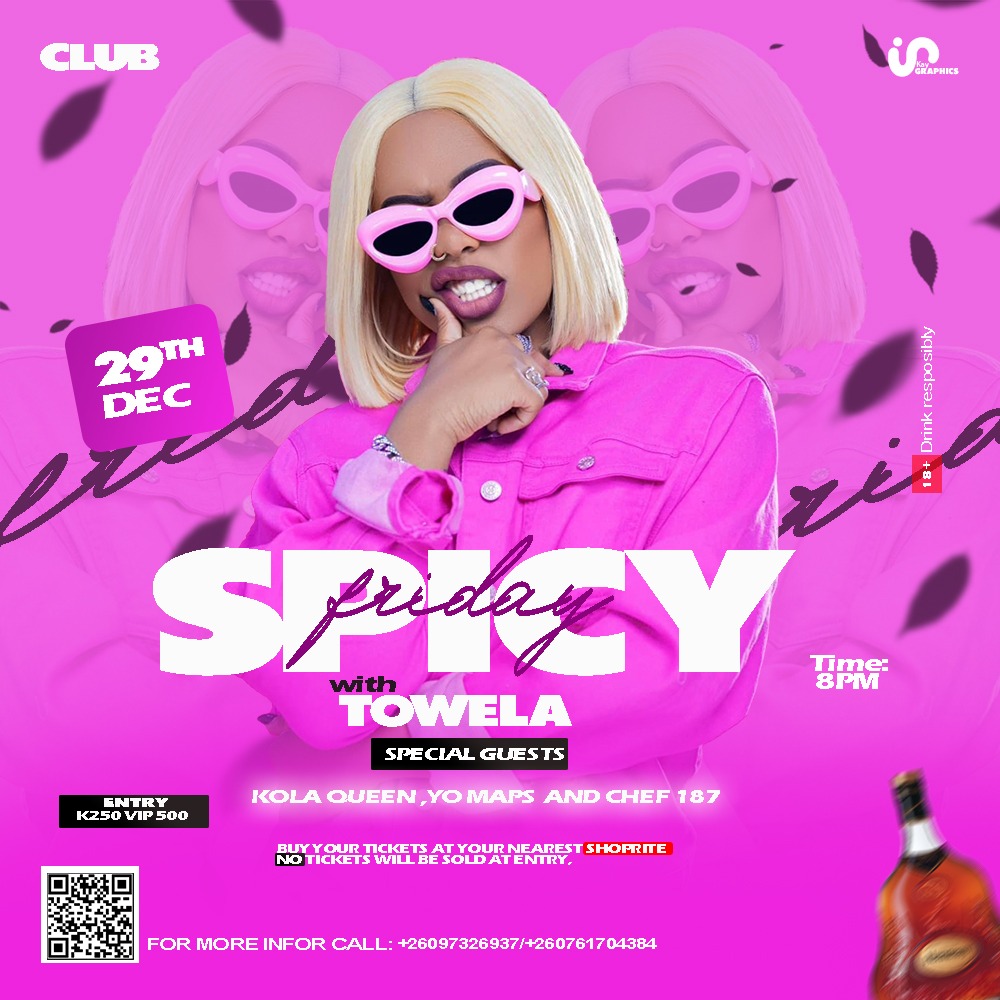 CLUB
Kay
GRAPHICS
29TH
DEC
frid
rid
18+ Drink resposibly
SPICY
friday
Time:
8PM
with
TOWELA
SPECIAL GUESTS
KOLA QUEEN ,YO MAPS AND CHEF 187
ENTRY
K250 VIP 500
BUY YOUR TICKETS AT YOUR NEAREST SHOPRITE
NO TICKETS WILL BE SOLD AT ENTRY,
FOR MORE INFOR CALL: +26097326937/+260761704384